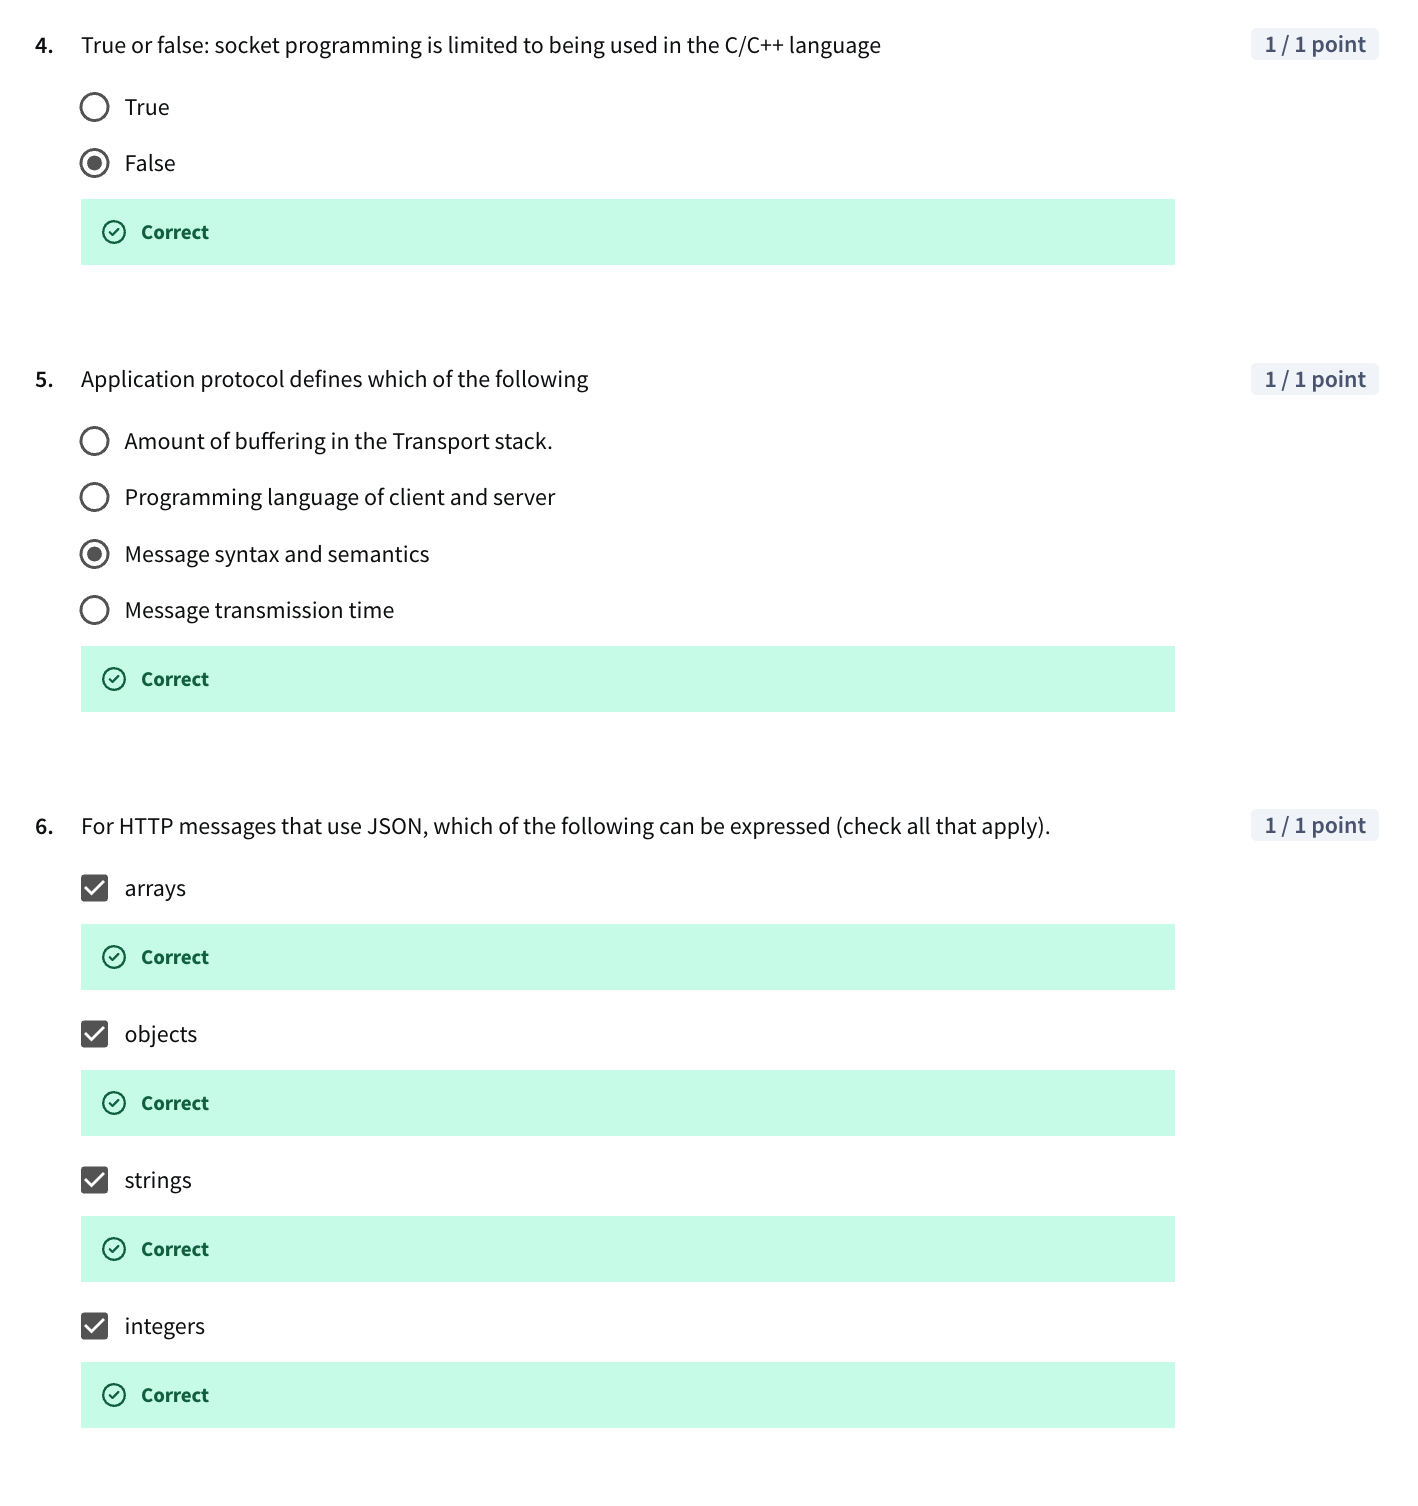 4. True or false: socket programming is limited to being used in the C/C++ language 1 / 1 point
True
False
Correct
5. Application protocol defines which of the following 1 / 1 point
Amount of buffering in the Transport stack.
Programming language of client and server
Message syntax and semantics
Message transmission time
Correct
6. For HTTP messages that use JSON, which of the following can be expressed (check all that apply). 1 / 1 point
arrays
Correct
objects
Correct
strings
Correct
integers
Correct